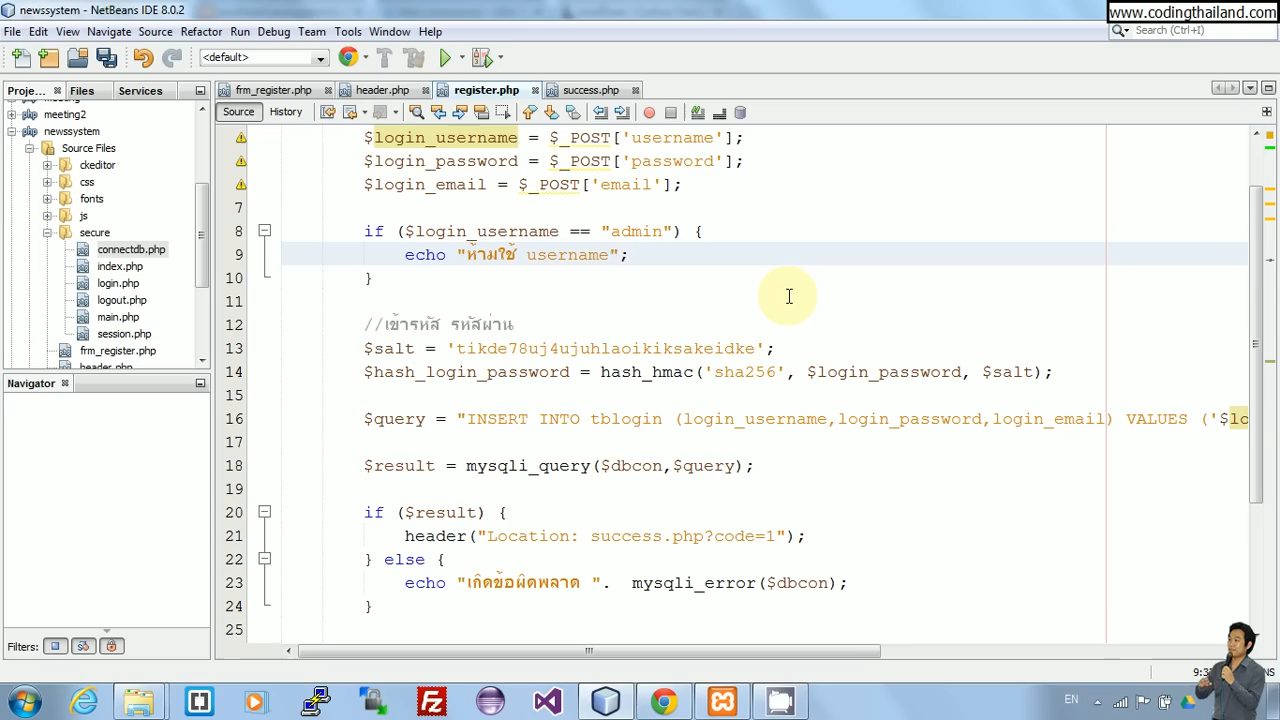 newssystem - NetBeans IDE 8.0.2
www.codingthailand.com
File Edit View Navigate Source Refactor Run Debug Team Tools Window Help
Search (Ctrl+I)
<default>
Proje... Files Services
frm_register.php header.php register.php success.php
Source History
meeting2
newssystem
Source Files
ckeditor
css
fonts
js
secure
connectdb.php
index.php
login.php
logout.php
main.php
session.php
frm_register.php
header.php
Navigator
Filters:
$login_username = $_POST['username'];
$login_password = $_POST['password'];
$login_email = $_POST['email'];
7
8 if ($login_username == "admin") {
9 echo "ห้ามใช้ username";
10 }
11
12 //เข้ารหัส รหัสผ่าน
13 $salt = 'tikde78uj4ujuhlaoikiksakeidke';
14 $hash_login_password = hash_hmac('sha256', $login_password, $salt);
15
16 $query = "INSERT INTO tblogin (login_username,login_password,login_email) VALUES ('$lo
17
18 $result = mysqli_query($dbcon,$query);
19
20 if ($result) {
21 header("Location: success.php?code=1");
22 } else {
23 echo "เกิดข้อผิดพลาด ". mysqli_error($dbcon);
24 }
25
EN